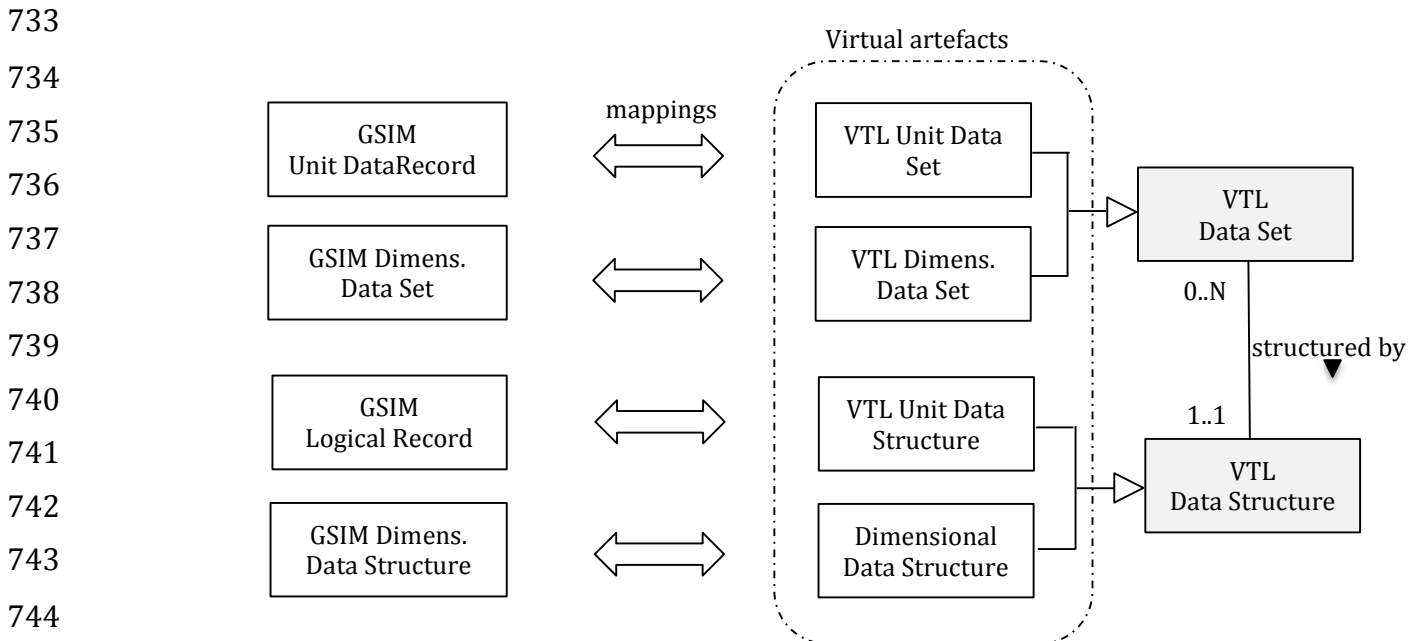 733
Virtual artefacts
734
mappings
735
GSIM
Unit DataRecord
VTL Unit Data
Set
736
VTL
Data Set
737
GSIM Dimens.
Data Set
VTL Dimens.
Data Set
738
0..N
739
structured by
740
GSIM
Logical Record
VTL Unit Data
Structure
1..1
741
VTL
Data Structure
742
GSIM Dimens.
Data Structure
Dimensional
Data Structure
743
744